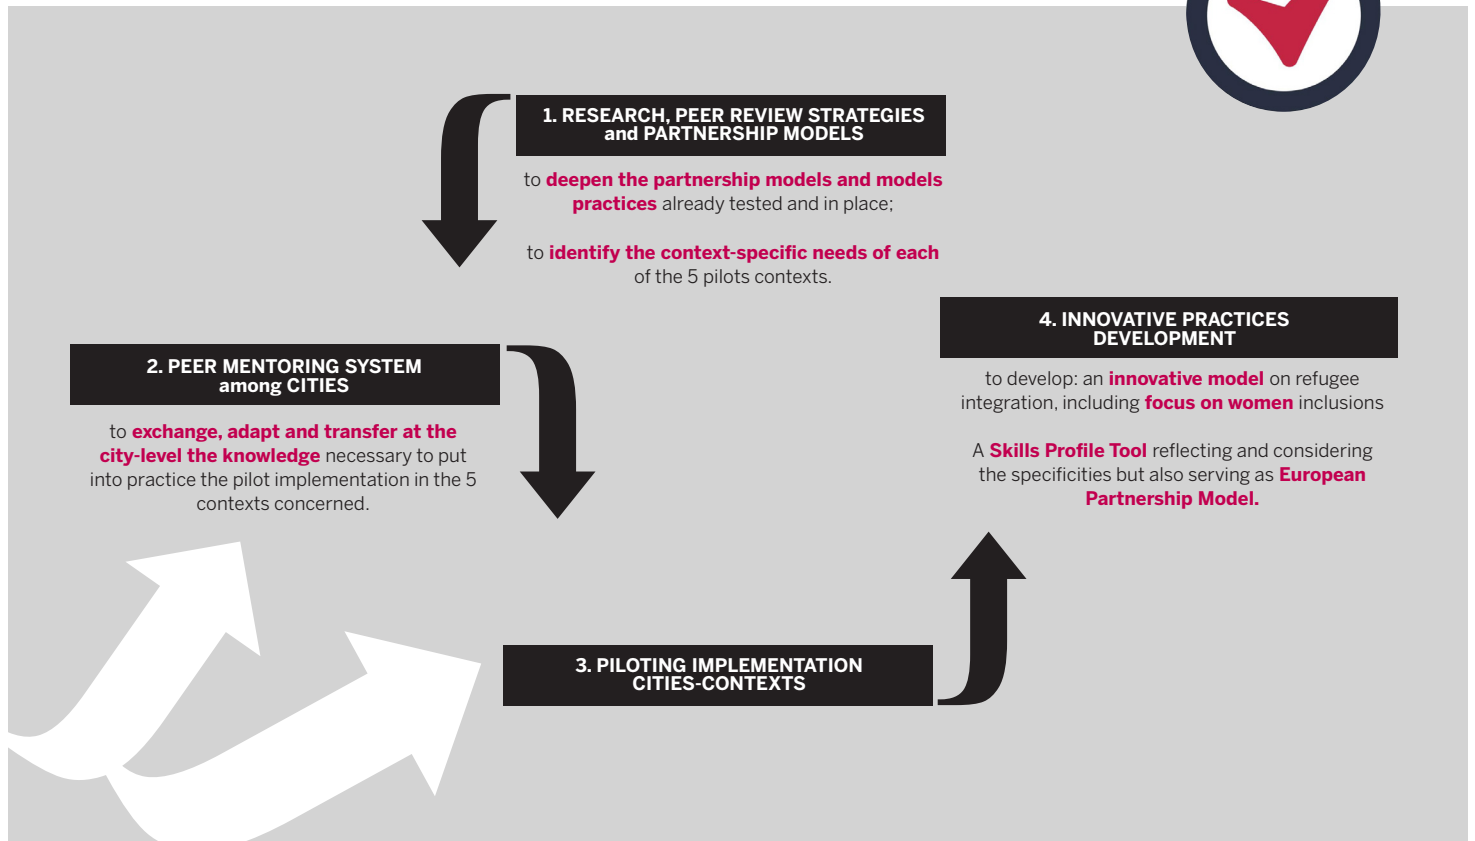 1. RESEARCH, PEER REVIEW STRATEGIES
and PARTNERSHIP MODELS
to deepen the partnership models and models
practices already tested and in place;
to identify the context-specific needs of each
of the 5 pilots contexts.
2. PEER MENTORING SYSTEM
among CITIES
to exchange, adapt and transfer at the
city-level the knowledge necessary to put
into practice the pilot implementation in the 5
contexts concerned.
3. PILOTING IMPLEMENTATION
CITIES-CONTEXTS
4. INNOVATIVE PRACTICES
DEVELOPMENT
to develop: an innovative model on refugee
integration, including focus on women inclusions
A Skills Profile Tool reflecting and considering
the specificities but also serving as European
Partnership Model.